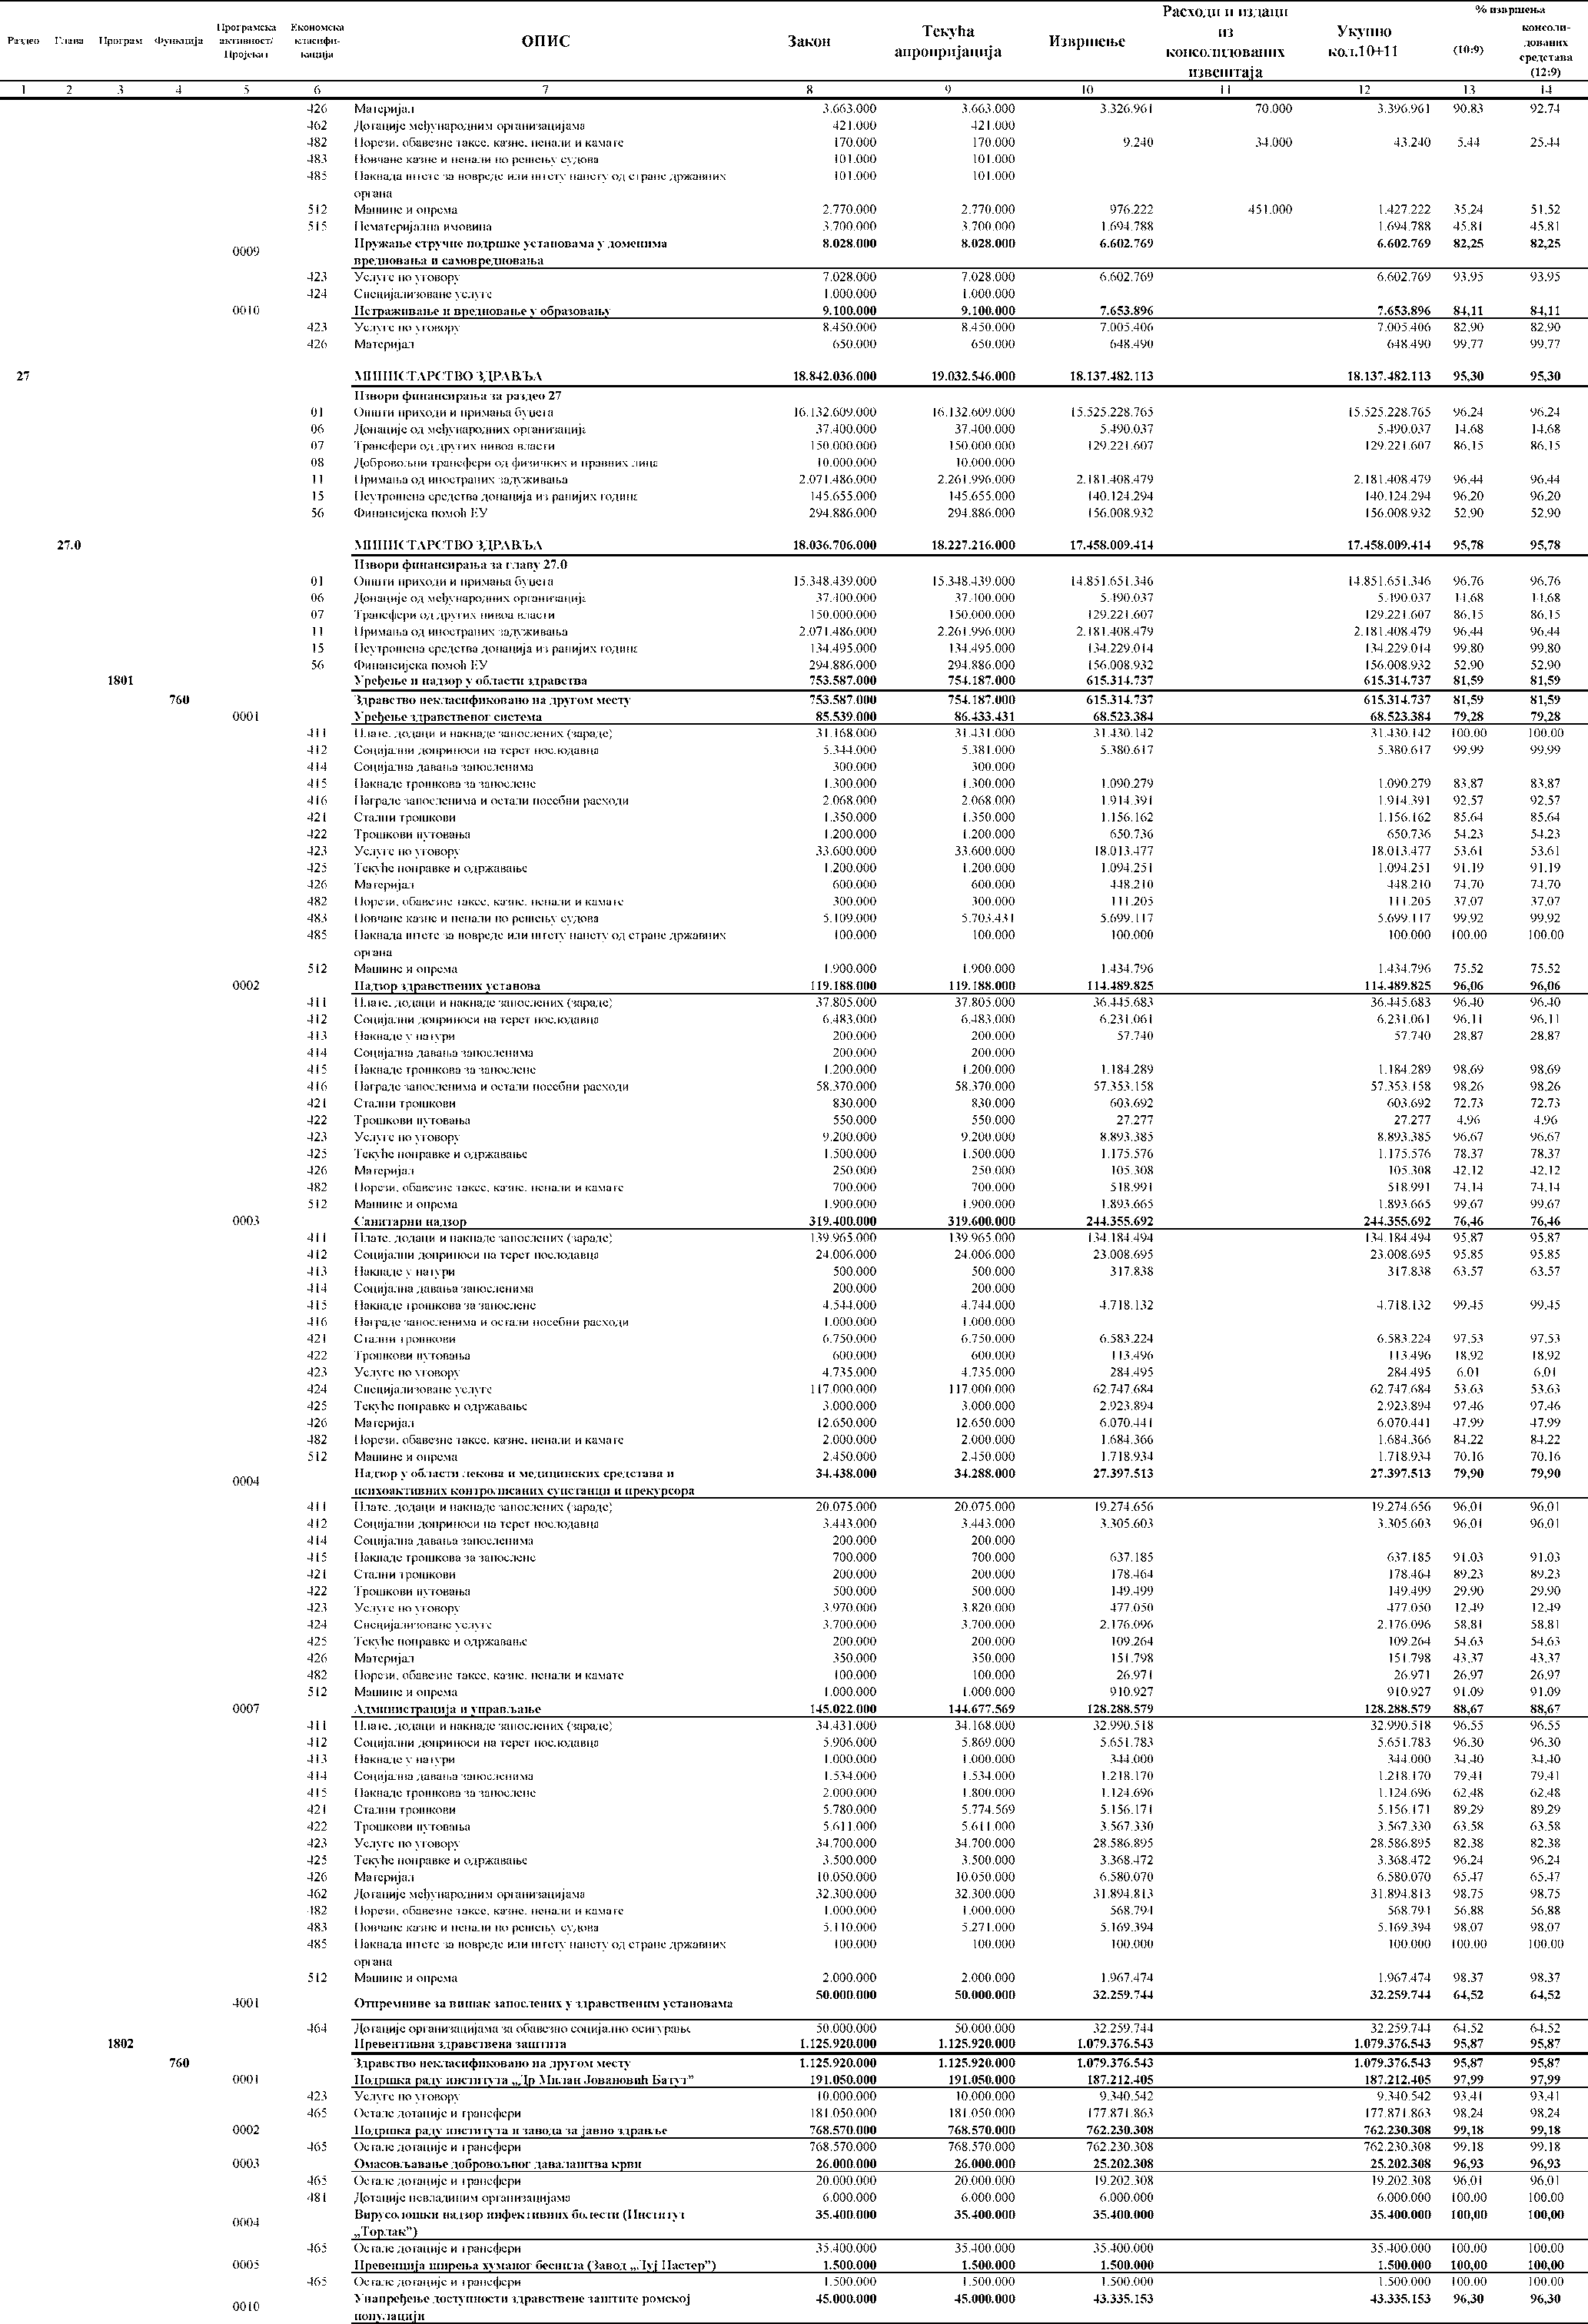 Раздео Глава Програм Функција Програмска активност/ Пројекат Економска класифи-кација ОПИС Закон Текућа апропријација Извршење Расходи и издаци из консолидованих извештаја Укупно кол.10+11 % извршења (10:9) консоли-дованих средстава (12:9)
1 2 3 4 5 6 7 8 9 10 11 12 13 14
426 Материјал 3.663.000 3.663.000 3.326.961 70.000 3.396.961 90,83 92,74
462 Дотације међународним организацијама 421.000 421.000
482 Порези, обавезне таксе, казне, пенали и камате 170.000 170.000 9.240 34.000 43.240 5,44 25,44
483 Новчане казне и пенали по решењу судова 101.000 101.000
485 Накнада штете за повреде или штету нанету од стране државних 101.000 101.000
органа
512 Машине и опрема 2.770.000 2.770.000 976.222 451.000 1.427.222 35,24 51,52
515 Нематеријална имовина 3.700.000 3.700.000 1.694.788 1.694.788 45,81 45,81
0009 Пружање стручне подршке установама у доменима 8.028.000 8.028.000 6.602.769 6.602.769 82,25 82,25
вредновања и самовредновања
423 Услуге по уговору 7.028.000 7.028.000 6.602.769 6.602.769 93,95 93,95
424 Специјализоване услуге 1.000.000 1.000.000
0010 Истраживање и вредновање у образовању 9.100.000 9.100.000 7.653.896 7.653.896 84,11 84,11
423 Услуге по уговору 8.450.000 8.450.000 7.005.406 7.005.406 82,90 82,90
426 Материјал 650.000 650.000 648.490 648.490 99,77 99,77
27 МИНИСТАРСТВО ЗДРАВЉА 18.842.036.000 19.032.546.000 18.137.482.113 18.137.482.113 95,30 95,30
Извори финансирања за раздео 27
01 Општи приходи и примања буџета 16.132.609.000 16.132.609.000 15.525.228.765 15.525.228.765 96,24 96,24
06 Донације од међународних организација 37.400.000 37.400.000 5.490.037 5.490.037 14,68 14,68
07 Трансфери од других нивоа власти 150.000.000 150.000.000 129.221.607 129.221.607 86,15 86,15
08 Добровољни трансфери од физичких и правних лица 10.000.000 10.000.000
11 Примања од иностраних задуживања 2.071.486.000 2.261.996.000 2.181.408.479 2.181.408.479 96,44 96,44
15 Неутрошена средства донација из ранијих година 145.655.000 145.655.000 140.124.294 140.124.294 96,20 96,20
56 Финансијска помоћ ЕУ 294.886.000 294.886.000 156.008.932 156.008.932 52,90 52,90
27.0 МИНИСТАРСТВО ЗДРАВЉА 18.036.706.000 18.227.216.000 17.458.009.414 17.458.009.414 95,78 95,78
Извори финансирања за главу 27.0
01 Општи приходи и примања буџета 15.348.439.000 15.348.439.000 14.851.651.346 14.851.651.346 96,76 96,76
06 Донације од међународних организација 37.400.000 37.400.000 5.490.037 5.490.037 14,68 14,68
07 Трансфери од других нивоа власти 150.000.000 150.000.000 129.221.607 129.221.607 86,15 86,15
11 Примања од иностраних задуживања 2.071.486.000 2.261.996.000 2.181.408.479 2.181.408.479 96,44 96,44
15 Неутрошена средства донација из ранијих година 134.495.000 134.495.000 134.229.014 134.229.014 99,80 99,80
56 Финансијска помоћ ЕУ 294.886.000 294.886.000 156.008.932 156.008.932 52,90 52,90
1801 Уређење и надзор у области здравства 753.587.000 754.187.000 615.314.737 615.314.737 81,59 81,59
760 Здравство некласификовано на другом месту 753.587.000 754.187.000 615.314.737 615.314.737 81,59 81,59
0001 Уређење здравственог система 85.539.000 86.433.431 68.523.384 68.523.384 79,28 79,28
411 Плате, додаци и накнаде запослених (зараде) 31.168.000 31.431.000 31.430.142 31.430.142 100,00 100,00
412 Социјални доприноси на терет послодавца 5.344.000 5.381.000 5.380.617 5.380.617 99,99 99,99
414 Социјална давања запосленима 300.000 300.000
415 Накнаде трошкова за запослене 1.300.000 1.300.000 1.090.279 1.090.279 83,87 83,87
416 Награде запосленима и остали посебни расходи 2.068.000 2.068.000 1.914.391 1.914.391 92,57 92,57
421 Стални трошкови 1.350.000 1.350.000 1.156.162 1.156.162 85,64 85,64
422 Трошкови путовања 1.200.000 1.200.000 650.736 650.736 54,23 54,23
423 Услуге по уговору 33.600.000 33.600.000 18.013.477 18.013.477 53,61 53,61
425 Текуће поправке и одржавање 1.200.000 1.200.000 1.094.251 1.094.251 91,19 91,19
426 Материјал 600.000 600.000 448.210 448.210 74,70 74,70
482 Порези, обавезне таксе, казне, пенали и камате 300.000 300.000 111.205 111.205 37,07 37,07
483 Новчане казне и пенали по решењу судова 5.109.000 5.703.431 5.699.117 5.699.117 99,92 99,92
485 Накнада штете за повреде или штету нанету од стране државних 100.000 100.000 100.000 100.000 100,00 100,00
органа
512 Машине и опрема 1.900.000 1.900.000 1.434.796 1.434.796 75,52 75,52
0002 Надзор здравствених установа 119.188.000 119.188.000 114.489.825 114.489.825 96,06 96,06
411 Плате, додаци и накнаде запослених (зараде) 37.805.000 37.805.000 36.445.683 36.445.683 96,40 96,40
412 Социјални доприноси на терет послодавца 6.483.000 6.483.000 6.231.061 6.231.061 96,11 96,11
413 Накнаде у натури 200.000 200.000 57.740 57.740 28,87 28,87
414 Социјална давања запосленима 200.000 200.000
415 Накнаде трошкова за запослене 1.200.000 1.200.000 1.184.289 1.184.289 98,69 98,69
416 Награде запосленима и остали посебни расходи 58.370.000 58.370.000 57.353.158 57.353.158 98,26 98,26
421 Стални трошкови 830.000 830.000 603.692 603.692 72,73 72,73
422 Трошкови путовања 550.000 550.000 27.277 27.277 4,96 4,96
423 Услуге по уговору 9.200.000 9.200.000 8.893.385 8.893.385 96,67 96,67
425 Текуће поправке и одржавање 1.500.000 1.500.000 1.175.576 1.175.576 78,37 78,37
426 Материјал 250.000 250.000 105.308 105.308 42,12 42,12
482 Порези, обавезне таксе, казне, пенали и камате 700.000 700.000 518.991 518.991 74,14 74,14
512 Машине и опрема 1.900.000 1.900.000 1.893.665 1.893.665 99,67 99,67
0003 Санитарни надзор 319.400.000 319.600.000 244.355.692 244.355.692 76,46 76,46
411 Плате, додаци и накнаде запослених (зараде) 139.965.000 139.965.000 134.184.494 134.184.494 95,87 95,87
412 Социјални доприноси на терет послодавца 24.006.000 24.006.000 23.008.695 23.008.695 95,85 95,85
413 Накнаде у натури 500.000 500.000 317.838 317.838 63,57 63,57
414 Социјална давања запосленима 200.000 200.000
415 Накнаде трошкова за запослене 4.544.000 4.744.000 4.718.132 4.718.132 99,45 99,45
416 Награде запосленима и остали посебни расходи 1.000.000 1.000.000
421 Стални трошкови 6.750.000 6.750.000 6.583.224 6.583.224 97,53 97,53
422 Трошкови путовања 600.000 600.000 113.496 113.496 18,92 18,92
423 Услуге по уговору 4.735.000 4.735.000 284.495 284.495 6,01 6,01
424 Специјализоване услуге 117.000.000 117.000.000 62.747.684 62.747.684 53,63 53,63
425 Текуће поправке и одржавање 3.000.000 3.000.000 2.923.894 2.923.894 97,46 97,46
426 Материјал 12.650.000 12.650.000 6.070.441 6.070.441 47,99 47,99
482 Порези, обавезне таксе, казне, пенали и камате 2.000.000 2.000.000 1.684.366 1.684.366 84,22 84,22
512 Машине и опрема 2.450.000 2.450.000 1.718.934 1.718.934 70,16 70,16
0004 Надзор у области лекова и медицинских средстава и 34.438.000 34.288.000 27.397.513 27.397.513 79,90 79,90
психоактивних контролисаних супстанци и прекурсора
411 Плате, додаци и накнаде запослених (зараде) 20.075.000 20.075.000 19.274.656 19.274.656 96,01 96,01
412 Социјални доприноси на терет послодавца 3.443.000 3.443.000 3.305.603 3.305.603 96,01 96,01
414 Социјална давања запосленима 200.000 200.000
415 Накнаде трошкова за запослене 700.000 700.000 637.185 637.185 91,03 91,03
421 Стални трошкови 200.000 200.000 178.464 178.464 89,23 89,23
422 Трошкови путовања 500.000 500.000 149.499 149.499 29,90 29,90
423 Услуге по уговору 3.970.000 3.820.000 477.050 477.050 12,49 12,49
424 Специјализоване услуге 3.700.000 3.700.000 2.176.096 2.176.096 58,81 58,81
425 Текуће поправке и одржавање 200.000 200.000 109.264 109.264 54,63 54,63
426 Материјал 350.000 350.000 151.798 151.798 43,37 43,37
482 Порези, обавезне таксе, казне, пенали и камате 100.000 100.000 26.971 26.971 26,97 26,97
512 Машине и опрема 1.000.000 1.000.000 910.927 910.927 91,09 91,09
0007 Администрација и управљање 145.022.000 144.677.569 128.288.579 128.288.579 88,67 88,67
411 Плате, додаци и накнаде запослених (зараде) 34.431.000 34.168.000 32.990.518 32.990.518 96,55 96,55
412 Социјални доприноси на терет послодавца 5.906.000 5.869.000 5.651.783 5.651.783 96,30 96,30
413 Накнаде у натури 1.000.000 1.000.000 344.000 344.000 34,40 34,40
414 Социјална давања запосленима 1.534.000 1.534.000 1.218.170 1.218.170 79,41 79,41
415 Накнаде трошкова за запослене 2.000.000 1.800.000 1.124.696 1.124.696 62,48 62,48
421 Стални трошкови 5.780.000 5.774.569 5.156.171 5.156.171 89,29 89,29
422 Трошкови путовања 5.611.000 5.611.000 3.567.330 3.567.330 63,58 63,58
423 Услуге по уговору 34.700.000 34.700.000 28.586.895 28.586.895 82,38 82,38
425 Текуће поправке и одржавање 3.500.000 3.500.000 3.368.472 3.368.472 96,24 96,24
426 Материјал 10.050.000 10.050.000 6.580.070 6.580.070 65,47 65,47
462 Дотације међународним организацијама 32.300.000 32.300.000 31.894.813 31.894.813 98,75 98,75
482 Порези, обавезне таксе, казне, пенали и камате 1.000.000 1.000.000 568.791 568.791 56,88 56,88
483 Новчане казне и пенали по решењу судова 5.110.000 5.271.000 5.169.394 5.169.394 98,07 98,07
485 Накнада штете за повреде или штету нанету од стране државних 100.000 100.000 100.000 100.000 100,00 100,00
органа
512 Машине и опрема 2.000.000 2.000.000 1.967.474 1.967.474 98,37 98,37
4001 Отпремнине за вишак запослених у здравственим установама 50.000.000 50.000.000 32.259.744 32.259.744 64,52 64,52
464 Дотације организацијама за обавезно социјално осигурање 50.000.000 50.000.000 32.259.744 32.259.744 64,52 64,52
1802 Превентивна здравствена заштита 1.125.920.000 1.125.920.000 1.079.376.543 1.079.376.543 95,87 95,87
760 Здравство некласификовано на другом месту 1.125.920.000 1.125.920.000 1.079.376.543 1.079.376.543 95,87 95,87
0001 Подршка раду института „Др Милан Јовановић Батут” 191.050.000 191.050.000 187.212.405 187.212.405 97,99 97,99
423 Услуге по уговору 10.000.000 10.000.000 9.340.542 9.340.542 93,41 93,41
465 Остале дотације и трансфери 181.050.000 181.050.000 177.871.863 177.871.863 98,24 98,24
0002 Подршка раду института и завода за јавно здравље 768.570.000 768.570.000 762.230.308 762.230.308 99,18 99,18
465 Остале дотације и трансфери 768.570.000 768.570.000 762.230.308 762.230.308 99,18 99,18
0003 Омасовљавање добровољног давалаштва крви 26.000.000 26.000.000 25.202.308 25.202.308 96,93 96,93
465 Остале дотације и трансфери 20.000.000 20.000.000 19.202.308 19.202.308 96,01 96,01
481 Дотације невладиним организацијама 6.000.000 6.000.000 6.000.000 6.000.000 100,00 100,00
0004 Вирусолошки надзор инфективних болести (Институт 35.400.000 35.400.000 35.400.000 35.400.000 100,00 100,00
„Торлак”)
465 Остале дотације и трансфери 35.400.000 35.400.000 35.400.000 35.400.000 100,00 100,00
0005 Превенција ширења хуманог беснила (Завод „Луј Пастер”) 1.500.000 1.500.000 1.500.000 1.500.000 100,00 100,00
465 Остале дотације и трансфери 1.500.000 1.500.000 1.500.000 1.500.000 100,00 100,00
0010 Унапређење доступности здравствене заштите ромској 45.000.000 45.000.000 43.335.153 43.335.153 96,30 96,30
популацији